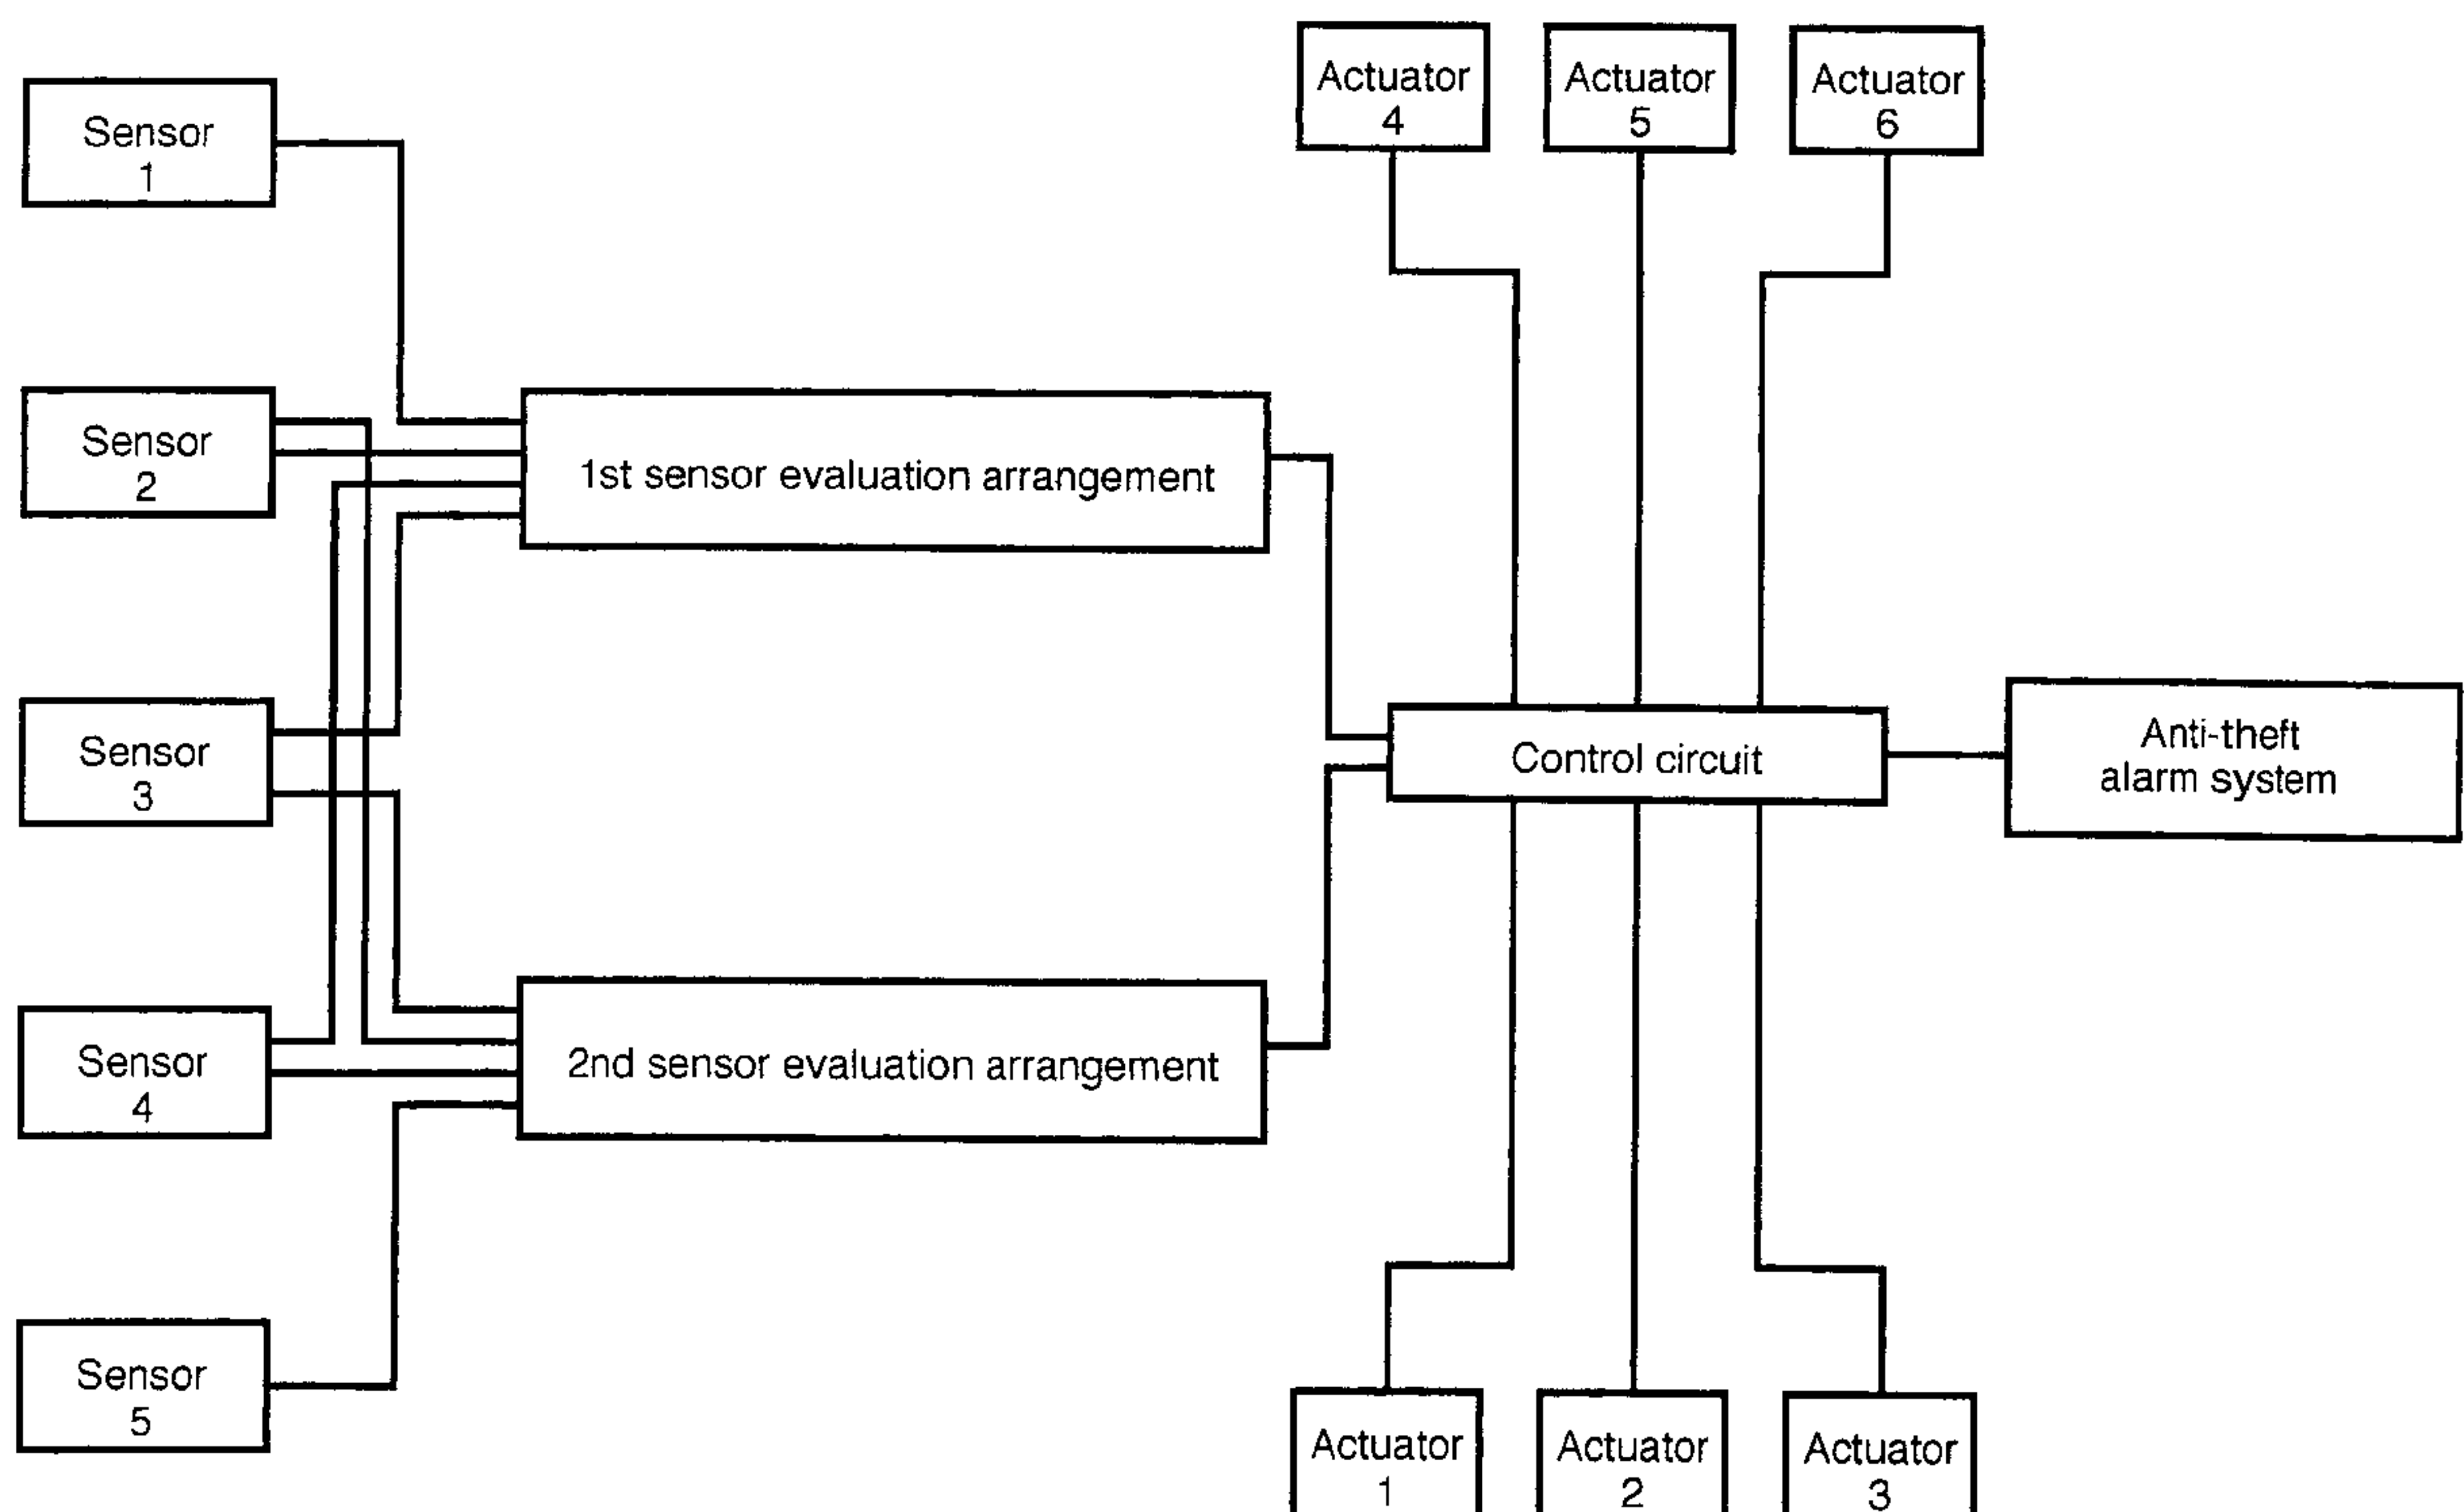 Actuator
4
Actuator
5
Actuator
6
Sensor
1
Sensor
2
1st sensor evaluation arrangement
Sensor
3
Control circuit
Anti-theft
alarm system
Sensor
4
2nd sensor evaluation arrangement
Sensor
5
Actuator
1
Actuator
2
Actuator
3